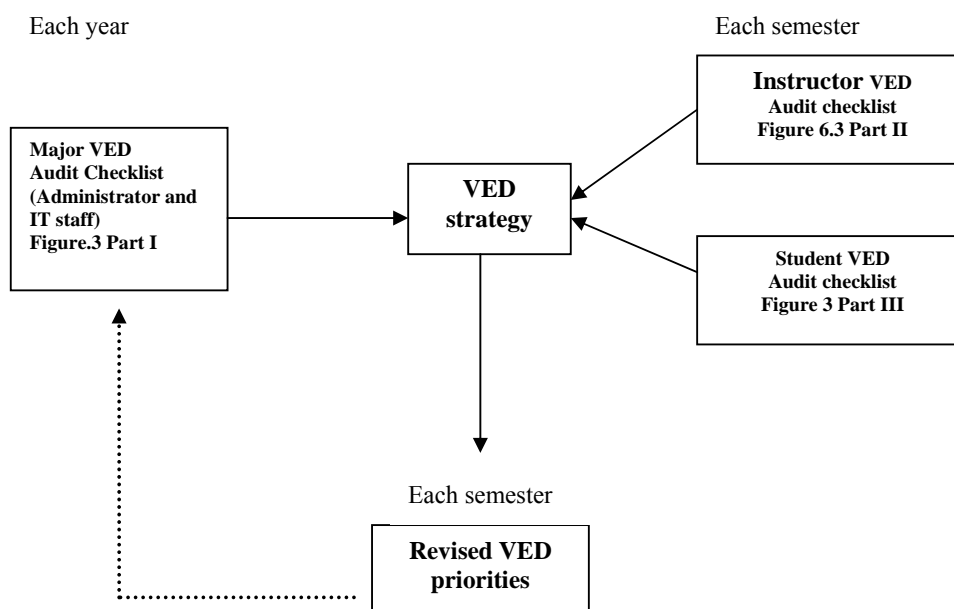 Each year
Each semester
Instructor VED
Audit checklist
Figure 6.3 Part II
Major VED
Audit Checklist
(Administrator and
IT staff)
Figure.3 Part I
VED
strategy
Student VED
Audit checklist
Figure 3 Part III
Each semester
Revised VED
priorities